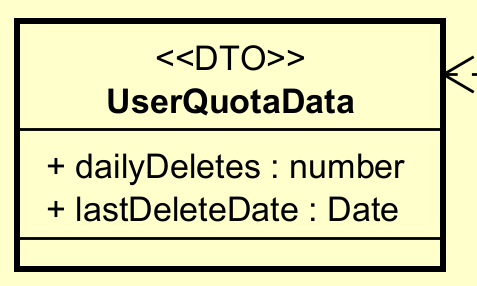 <<DTO>>
UserQuotaData
+ dailyDeletes : number
+ lastDeleteDate : Date